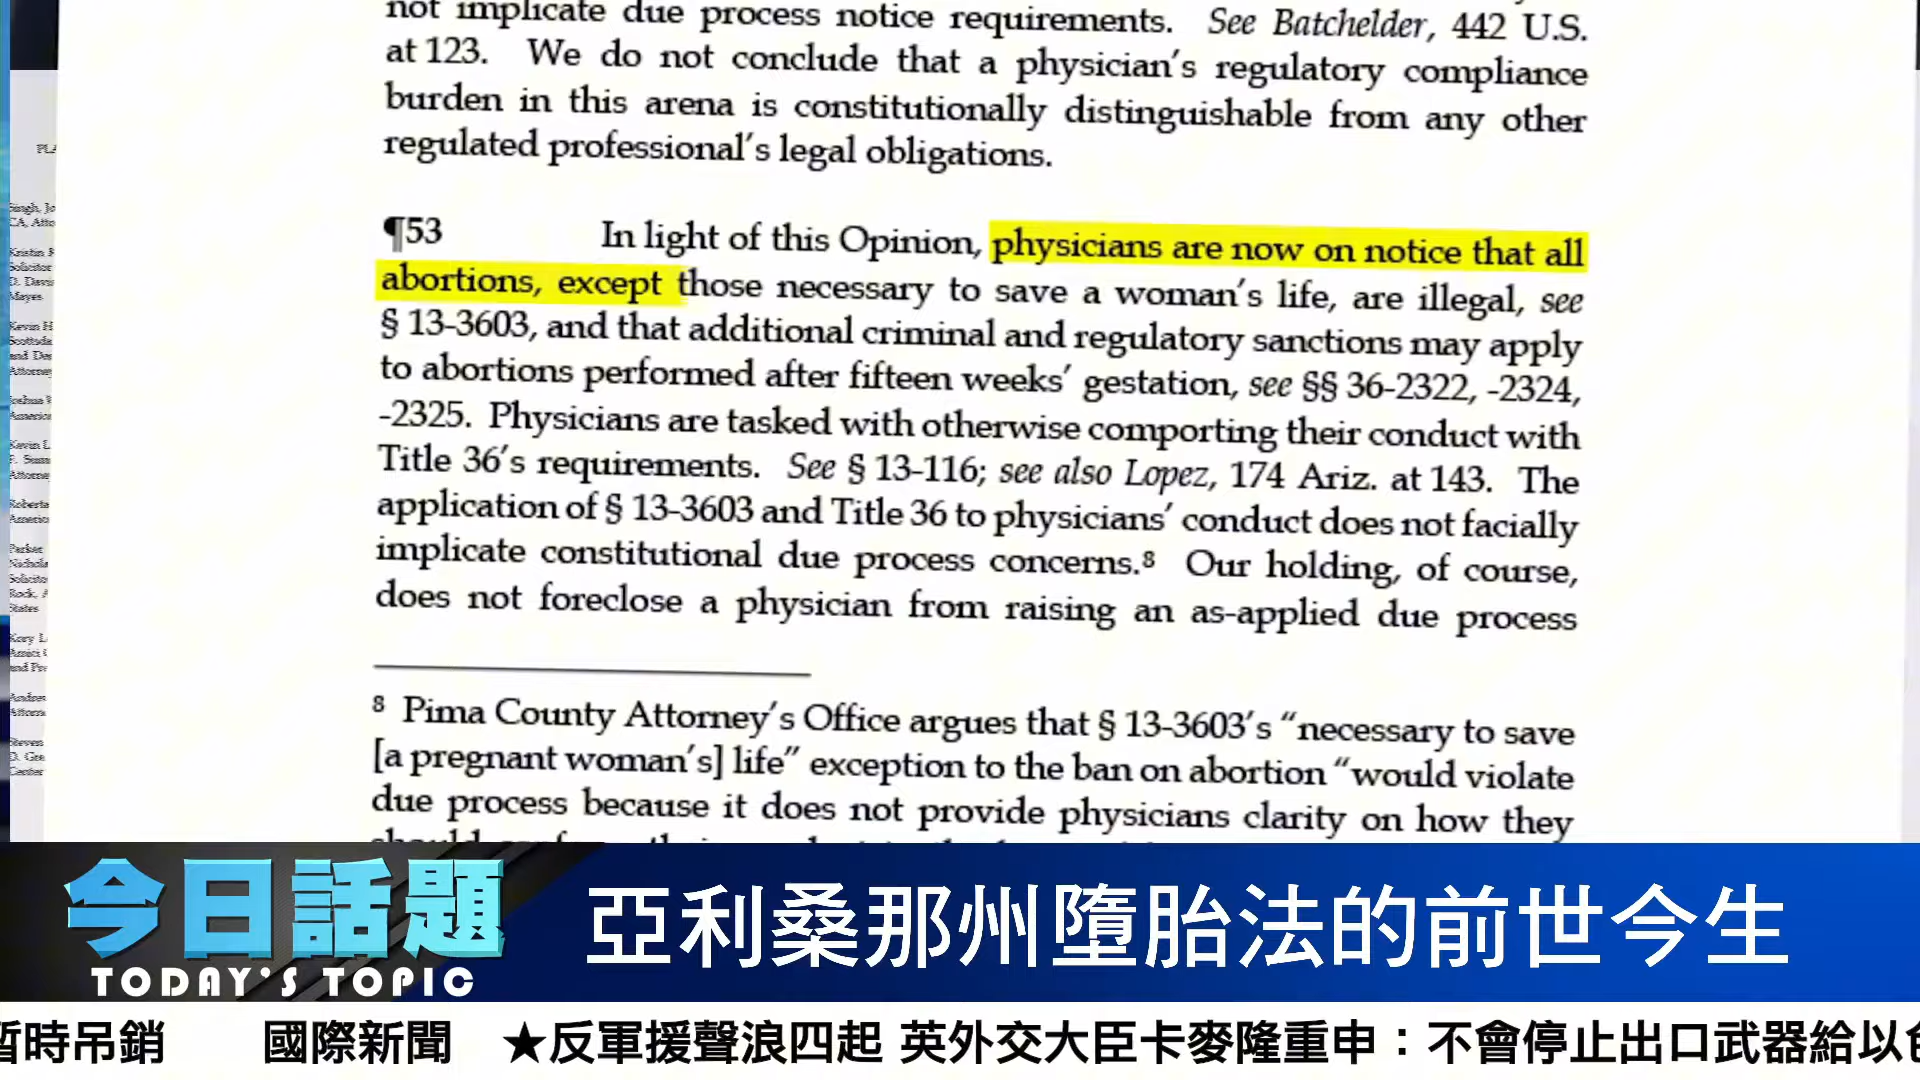 not implicate due process notice requirements. See Batchelder, 442 U.S.
at 123. We do not conclude that a physician's regulatory compliance
burden in this arena is constitutionally distinguishable from any other
regulated professional's legal obligations.
¶53 In light of this Opinion, physicians are now on notice that all
abortions, except those necessary to save a woman's life, are illegal, see
§ 13-3603, and that additional criminal and regulatory sanctions may apply
to abortions performed after fifteen weeks' gestation, see §§ 36-2322, -2324,
-2325. Physicians are tasked with otherwise comporting their conduct with
Title 36's requirements. See § 13-116; see also Lopez, 174 Ariz. at 143. The
application of § 13-3603 and Title 36 to physicians' conduct does not facially
implicate constitutional due process concerns.8 Our holding, of course,
does not foreclose a physician from raising an as-applied due process
8 Pima County Attorney's Office argues that § 13-3603's "necessary to save
[a pregnant woman's] life" exception to the ban on abortion "would violate
due process because it does not provide physicians clarity on how they
今日話題
TODAY'S TOPIC
亞利桑那州墮胎法的前世今生
暫時吊銷 國際新聞 ★反軍援聲浪四起 英外交大臣卡麥隆重申：不會停止出口武器給以